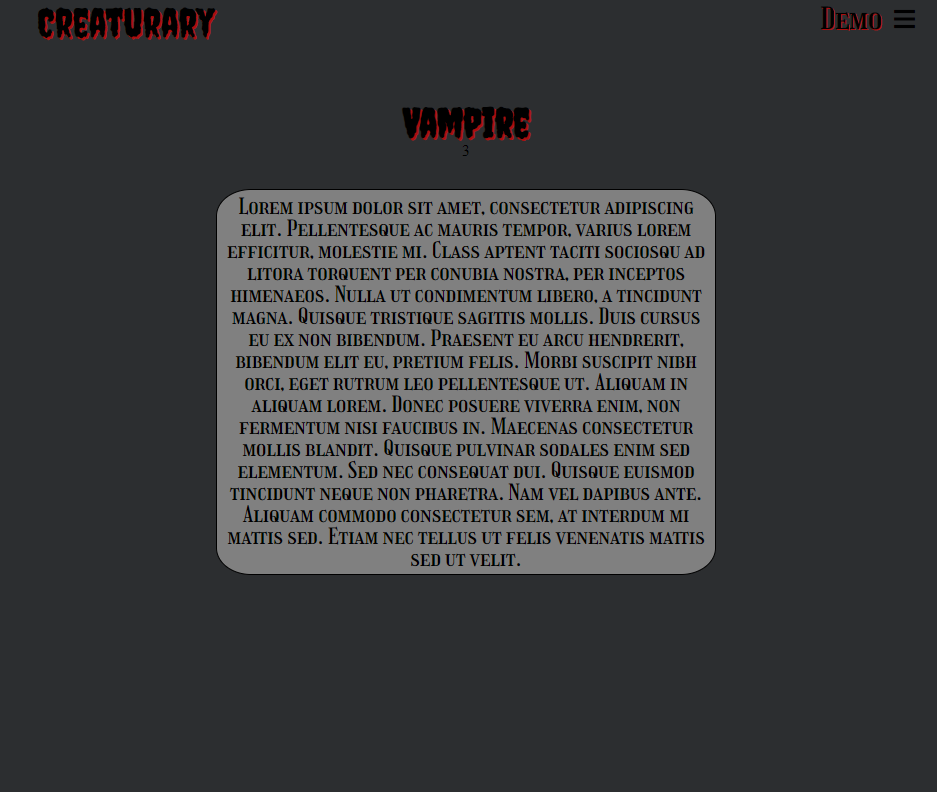 CREATURARY
Demo
VAMPIRE
3
Lorem ipsum dolor sit amet, consectetur adipiscing
elit. Pellentesque ac mauris tempor, varius lorem
efficitur, molestie mi. Class aptent taciti sociosqu ad
litora torquent per conubia nostra, per inceptos
himenaeos. Nulla ut condimentum libero, a tincidunt
magna. Quisque tristique sagittis mollis. Duis cursus
eu ex non bibendum. Praesent eu arcu hendrerit,
bibendum elit eu, pretium felis. Morbi suscipit nibh
orci, eget rutrum leo pellentesque ut. Aliquam in
aliquam lorem. Donec posuere viverra enim, non
fermentum nisi faucibus in. Maecenas consectetur
mollis blandit. Quisque pulvinar sodales enim sed
elementum. Sed nec consequat dui. Quisque euismod
tincidunt neque non pharetra. Nam vel dapibus ante.
Aliquam commodo consectetur sem, at interdum mi
mattis sed. Etiam nec tellus ut felis venenatis mattis
sed ut velit.